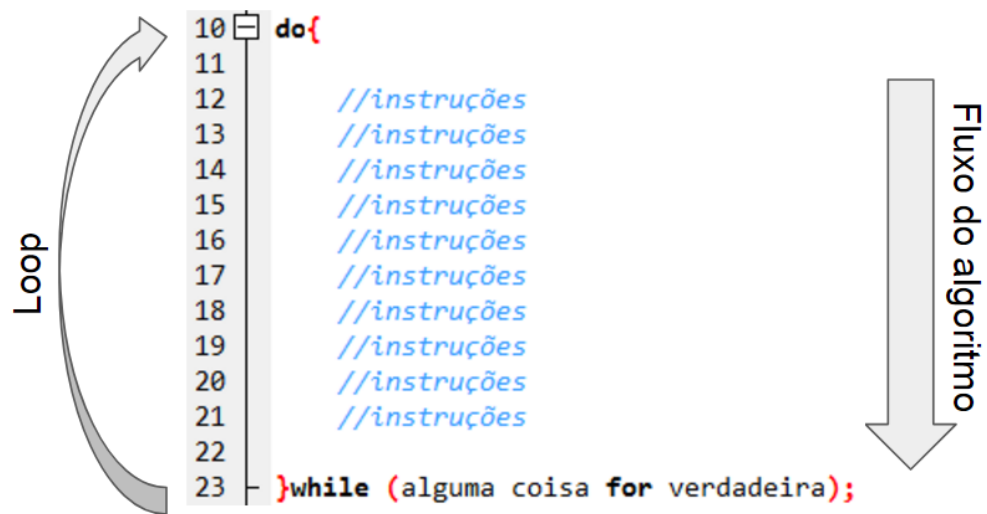 10 do{
11
12 //instruções
13 //instruções
14 //instruções
15 //instruções
16 //instruções
17 //instruções
18 //instruções
19 //instruções
20 //instruções
21 //instruções
22
23 }while (alguma coisa for verdadeira);
Loop
Fluxo do algoritmo